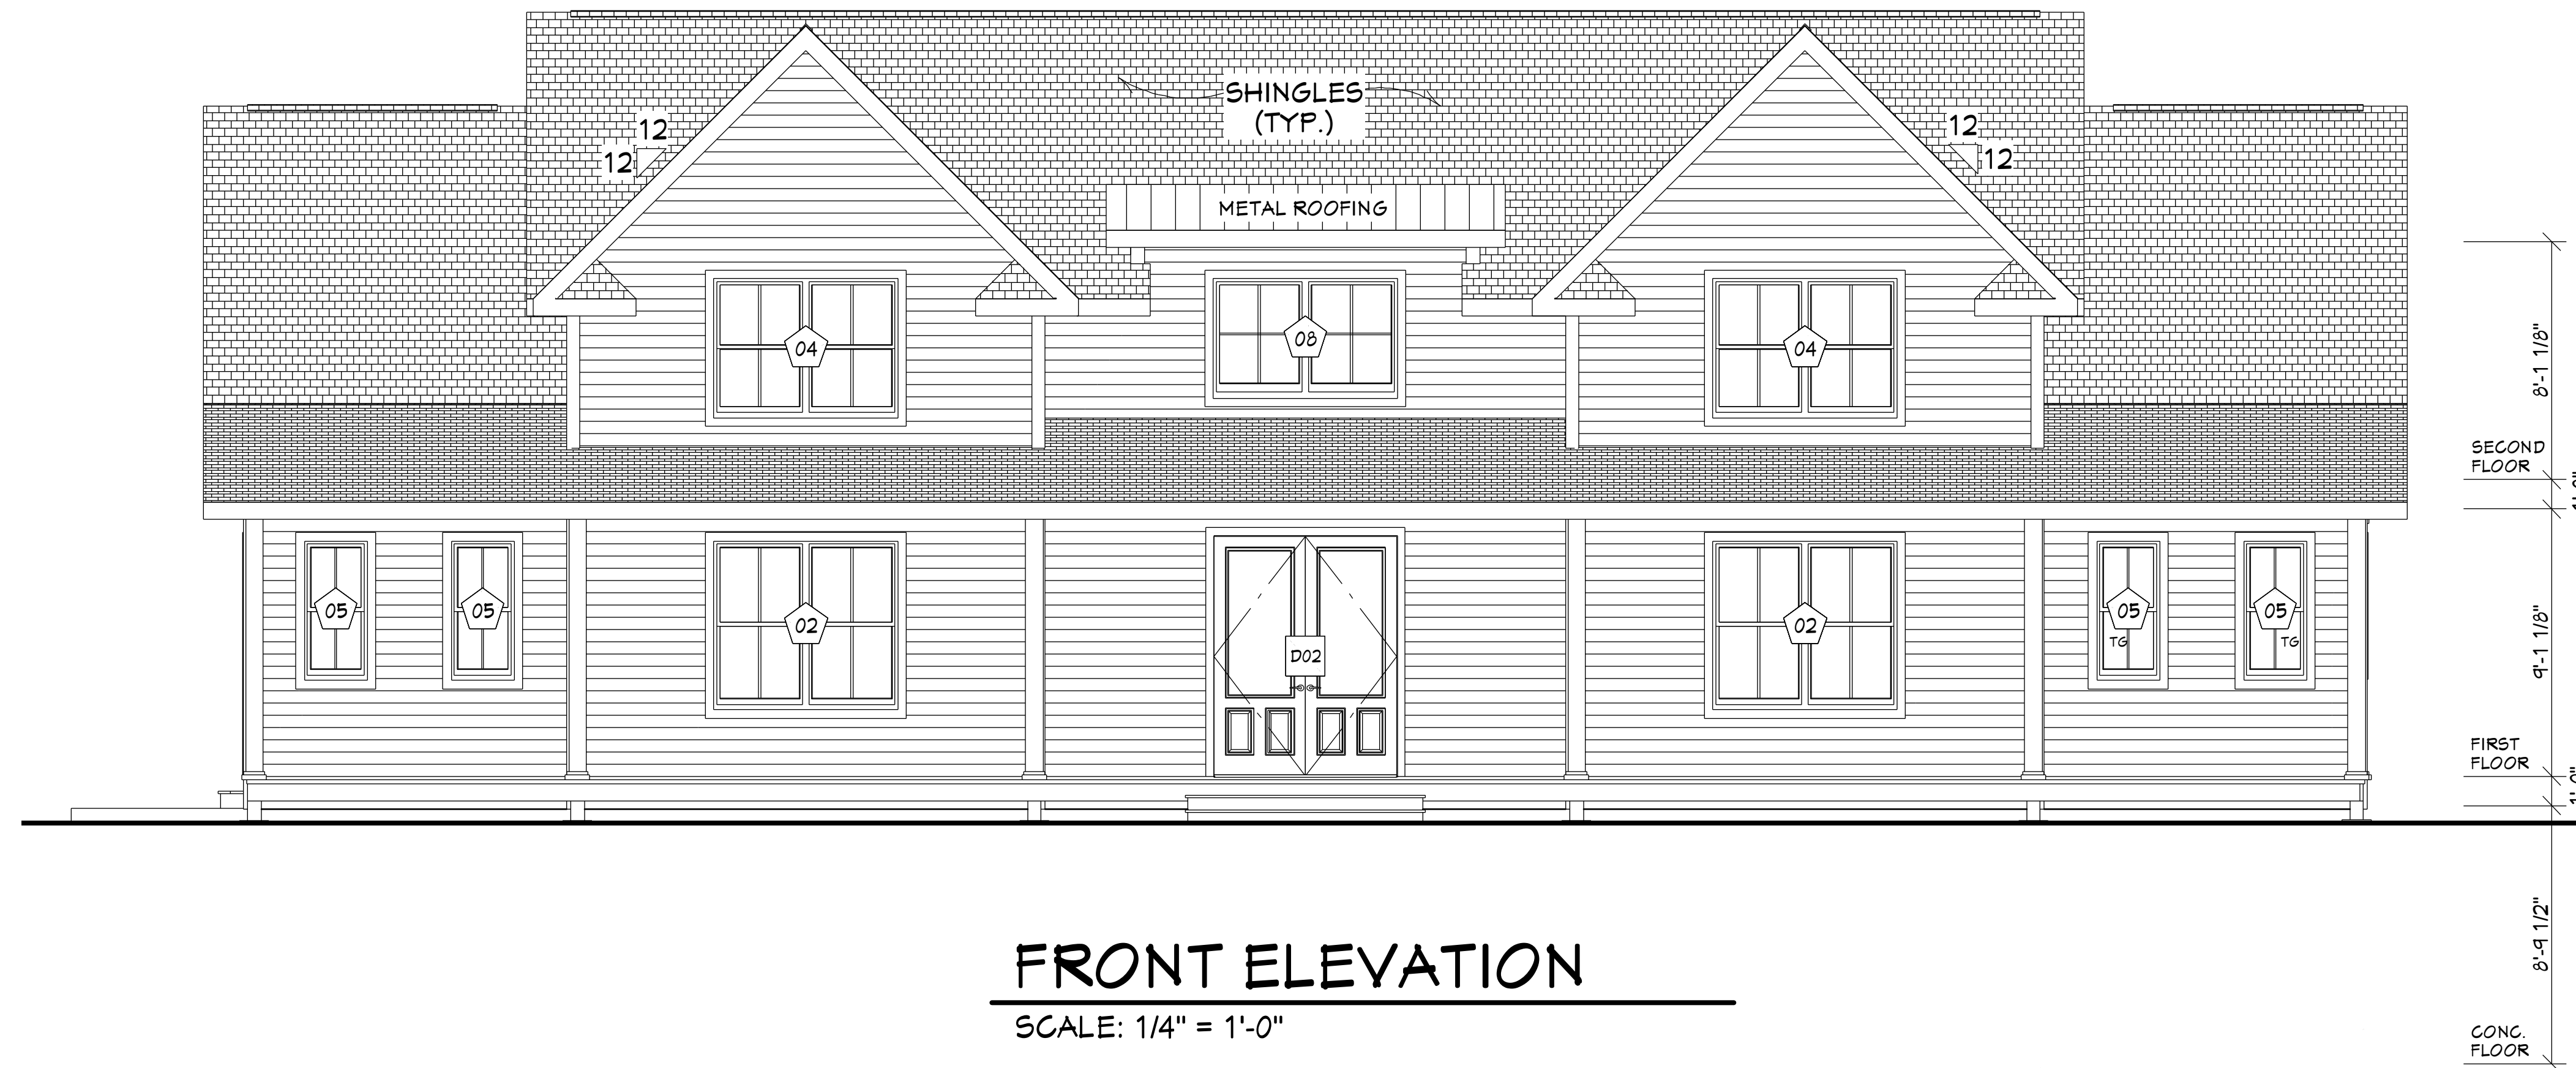 SHINGLES
(TYP.)
12
12
12
12
METAL ROOFING
04
08
04
8'-1 1/8"
SECOND
FLOOR
05
05
02
D02
02
05
TG
05
TG
9'-1 1/8"
FIRST
FLOOR
1'-0"
8'-9 1/2"
CONC.
FLOOR
FRONT ELEVATION
SCALE: 1/4" = 1'-0"